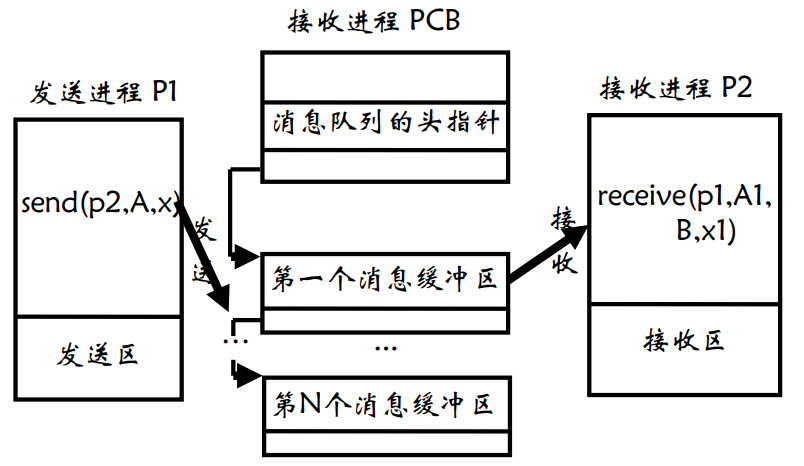 接收进程 PCB
发送进程 P1
接收进程 P2
消息队列的头指针
send(p2,A,x)
receive(p1,A1,
B,x1)
发送
接收
第一个消息缓冲区
...
...
发送区
接收区
第N个消息缓冲区